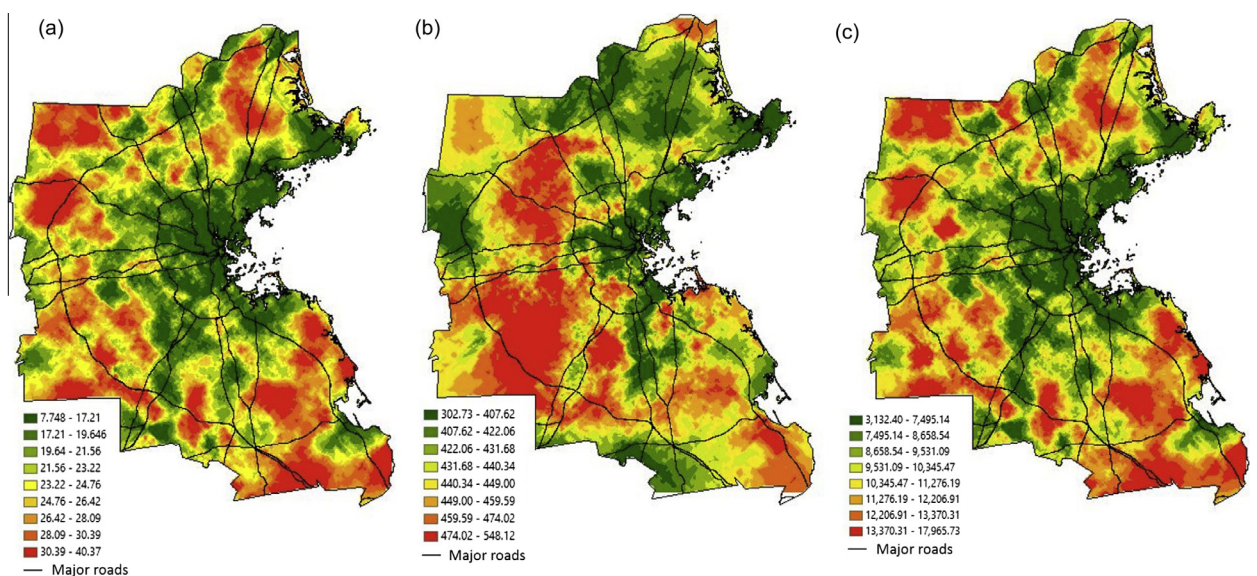 (a)
(b)
(c)
7.748 - 17.21
17.21 - 19.646
19.64 - 21.56
21.56 - 23.22
23.22 - 24.76
24.76 - 26.42
26.42 - 28.09
28.09 - 30.39
30.39 - 40.37
Major roads
302.73 - 407.62
407.62 - 422.06
422.06 - 431.68
431.68 - 440.34
440.34 - 449.00
449.00 - 459.59
459.59 - 474.02
474.02 - 548.12
Major roads
3,132.40 - 7,495.14
7,495.14 - 8,658.54
8,658.54 - 9,531.09
9,531.09 - 10,345.47
10,345.47 - 11,276.19
11,276.19 - 12,206.91
12,206.91 - 13,370.31
13,370.31 - 17,965.73
Major roads